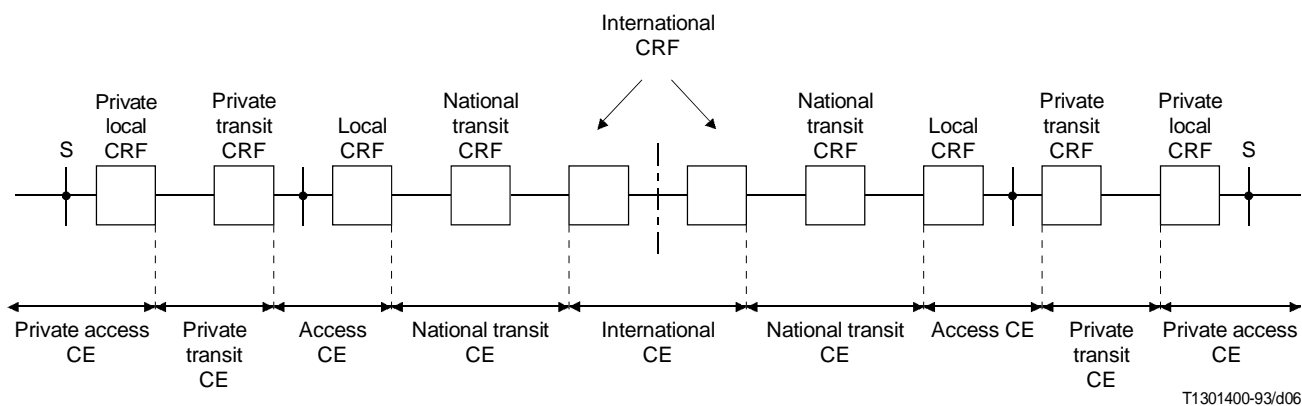 International
CRF
Private
local
CRF
Private
transit
CRF
Local
CRF
National
transit
CRF
National
transit
CRF
Local
CRF
Private
transit
CRF
Private
local
CRF
S
S
Private access
CE
Private
transit
CE
Access
CE
National transit
CE
International
CE
National transit
CE
Access CE
Private
transit
CE
Private access
CE
T1301400-93/d06